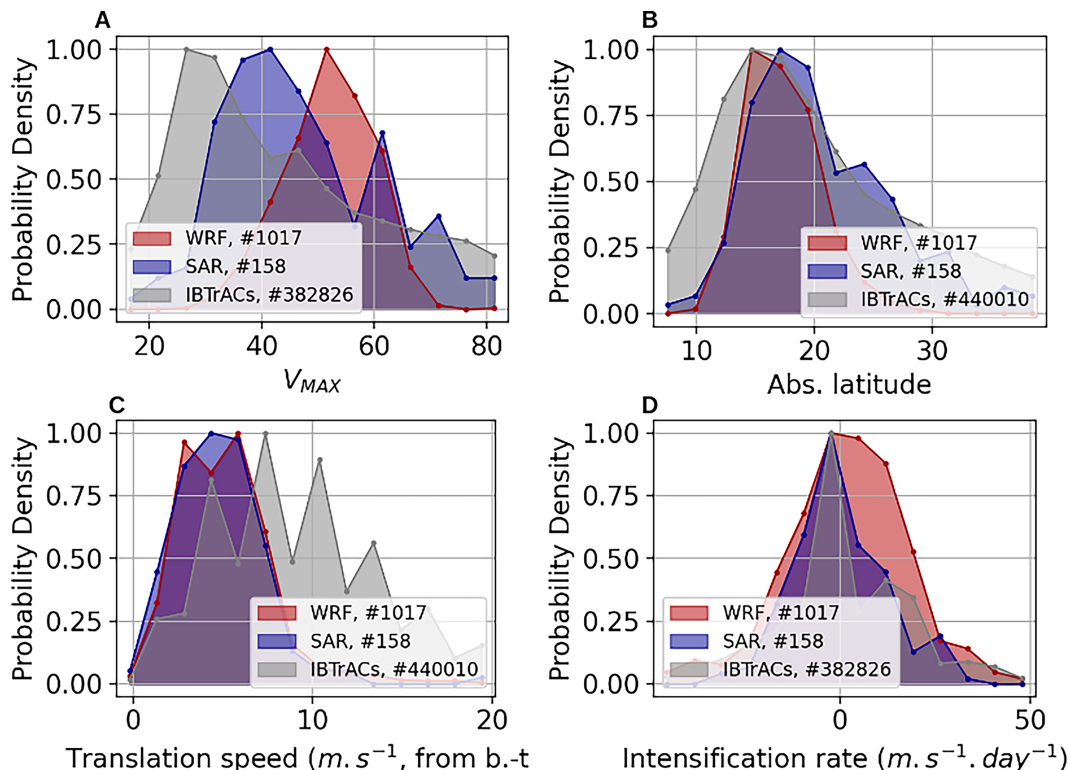 A
Probability Density
1.00
0.75
0.50
0.25
0.00
WRF, #1017
SAR, #158
IBTrACs, #382826
20
40
60
80
V_MAX
B
Probability Density
1.00
0.75
0.50
0.25
0.00
WRF, #1017
SAR, #158
IBTrACs, #440010
10
20
30
Abs. latitude
C
Probability Density
1.00
0.75
0.50
0.25
0.00
WRF, #1017
SAR, #158
IBTrACs, #440010
0
10
20
Translation speed (m.s⁻¹, from b.-t
D
Probability Density
1.00
0.75
0.50
0.25
0.00
WRF, #1017
SAR, #158
IBTrACs, #382826
0
50
Intensification rate (m.s⁻¹.day⁻¹)